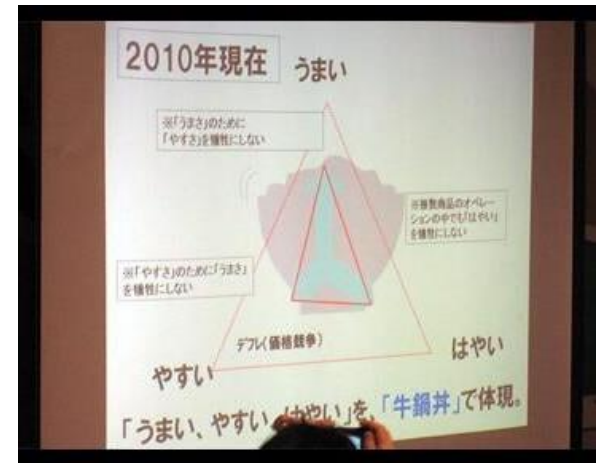 2010年現在
うまい
※「うまさ」のために
「やすさ」を犠牲にしない
※複数商品のオペレー
ションの中でも「はやい」
を犠牲にしない
※「やすさ」のために「うまさ」
を犠牲にしない
デフレ(価格競争)
はやい
やすい
「うまい、やすい、はやい」を、「牛鍋丼」で体現。